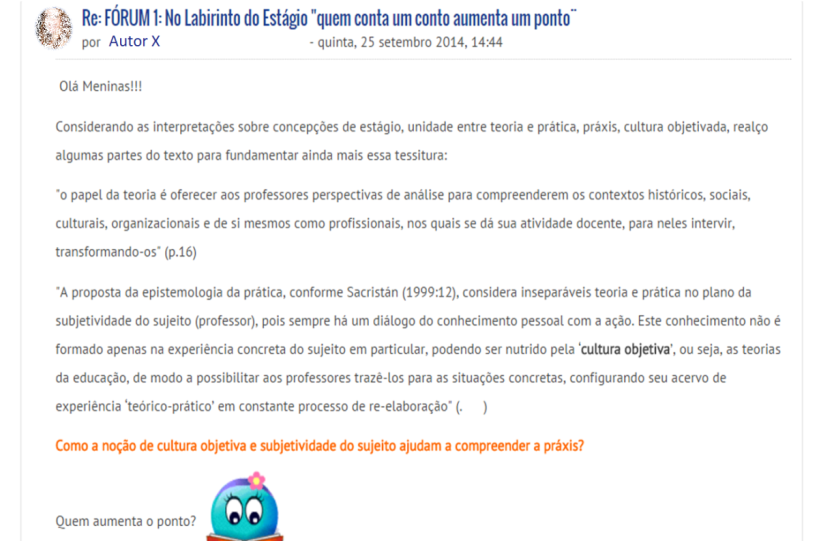 Re: FÓRUM 1: No Labirinto do Estágio "quem conta um conto aumenta um ponto¨
por Autor X - quinta, 25 setembro 2014, 14:44
Olá Meninas!!!
Considerando as interpretações sobre concepções de estágio, unidade entre teoria e prática, práxis, cultura objetivada, realço
algumas partes do texto para fundamentar ainda mais essa tessitura:
"o papel da teoria é oferecer aos professores perspectivas de análise para compreenderem os contextos históricos, sociais,
culturais, organizacionais e de si mesmos como profissionais, nos quais se dá sua atividade docente, para neles intervir,
transformando-os" (p.16)
"A proposta da epistemologia da prática, conforme Sacristán (1999:12), considera inseparáveis teoria e prática no plano da
subjetividade do sujeito (professor), pois sempre há um diálogo do conhecimento pessoal com a ação. Este conhecimento não é
formado apenas na experiência concreta do sujeito em particular, podendo ser nutrido pela 'cultura objetiva', ou seja, as teorias
da educação, de modo a possibilitar aos professores trazê-los para as situações concretas, configurando seu acervo de
experiência 'teórico-prático' em constante processo de re-elaboração" (. )
Como a noção de cultura objetiva e subjetividade do sujeito ajudam a compreender a práxis?
Quem aumenta o ponto?